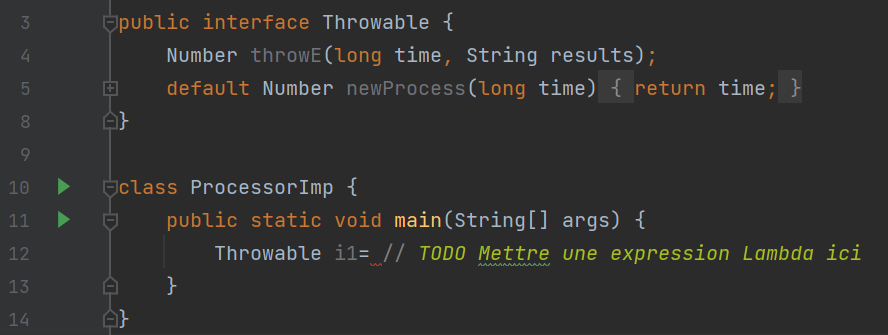 3 public interface Throwable {
4 Number throwE(long time, String results);
5 default Number newProcess(long time) { return time; }
8 }
9
10 class ProcessorImp {
11 public static void main(String[] args) {
12 Throwable i1= // TODO Mettre une expression Lambda ici
13 }
14 }